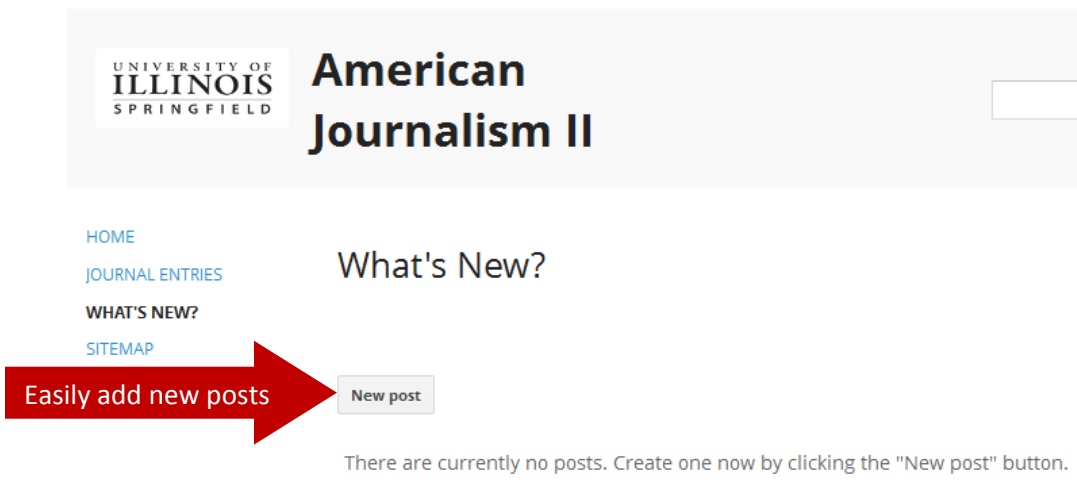 UNIVERSITY OF
ILLINOIS
SPRINGFIELD
American
Journalism II
HOME
JOURNAL ENTRIES
WHAT'S NEW?
SITEMAP
What's New?
Easily add new posts
New post
There are currently no posts. Create one now by clicking the "New post" button.